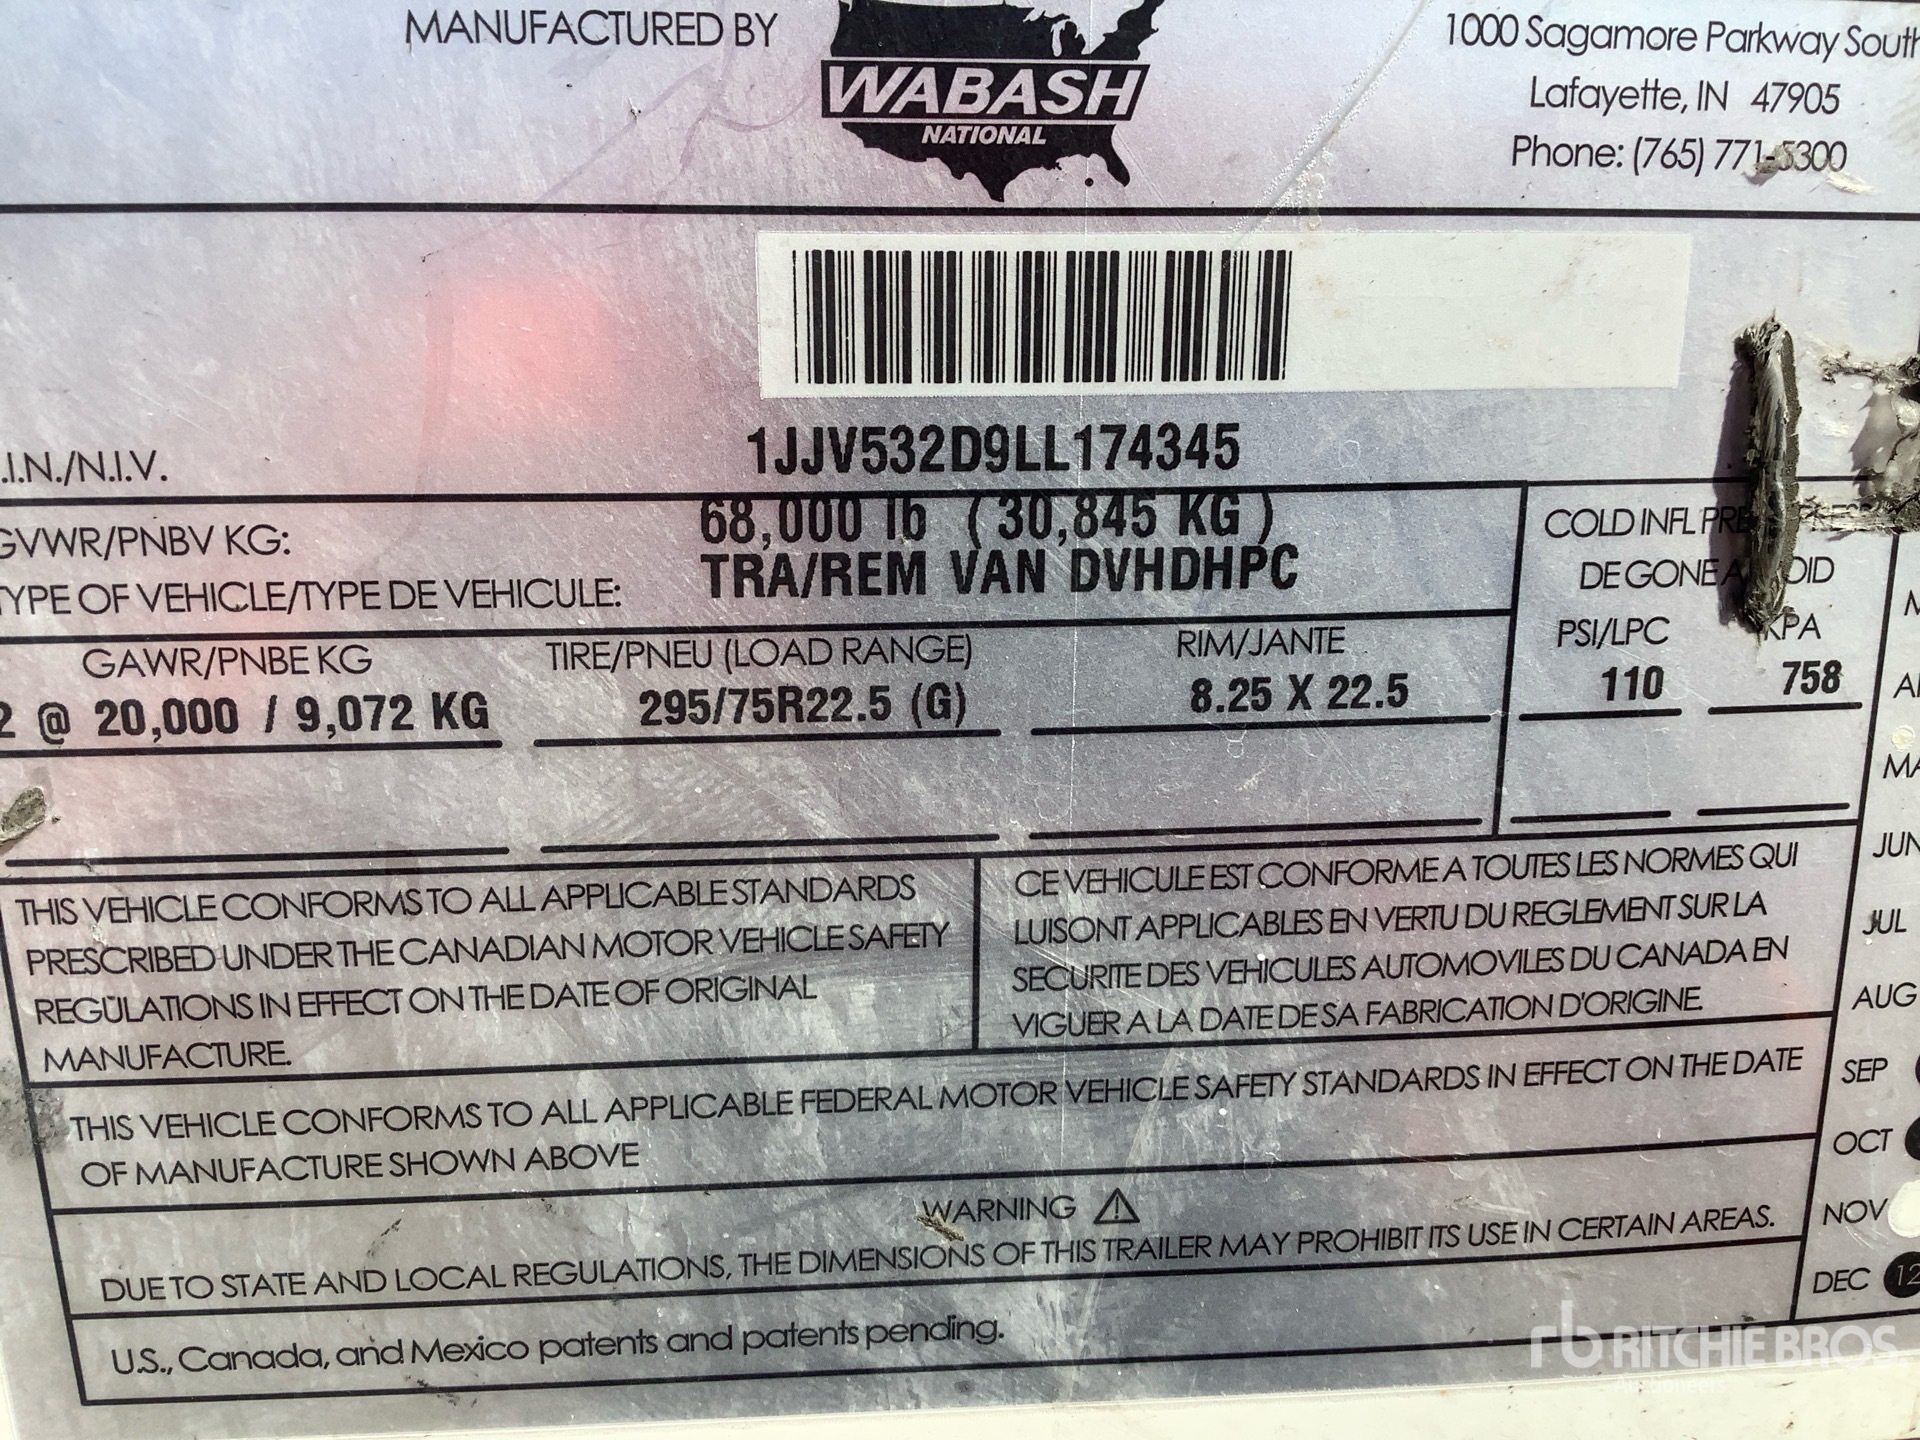 MANUFACTURED BY
WABASH
NATIONAL
1000 Sagamore Parkway South
Lafayette, IN 47905
Phone: (765) 771-5300
.I.N./N.I.V.
1JJV532D9LL174345
GVWR/PNBV KG:
68,000 lb (30,845 KG)
TYPE OF VEHICLE/TYPE DE VEHICULE:
TRA/REM VAN DVHDHPC
COLD INFL
DE GON
PSI/LPC KPA
110 758
GAWR/PNBE KG
2 @ 20,000 / 9,072 KG
TIRE/PNEU (LOAD RANGE)
295/75R22.5 (G)
RIM/JANTE
8.25 X 22.5
THIS VEHICLE CONFORMS TO ALL APPLICABLE STANDARDS
PRESCRIBED UNDER THE CANADIAN MOTOR VEHICLE SAFETY
REGULATIONS IN EFFECT ON THE DATE OF ORIGINAL
MANUFACTURE.
CE VEHICULE EST CONFORME A TOUTES LES NORMES QUI
LUISONT APPLICABLES EN VERTU DU REGLEMENT SUR LA
SECURITE DES VEHICULES AUTOMOVILES DU CANADA EN
VIGUER A LA DATE DE SA FABRICATION D'ORIGINE.
THIS VEHICLE CONFORMS TO ALL APPLICABLE FEDERAL MOTOR VEHICLE SAFETY STANDARDS IN EFFECT ON THE DATE
OF MANUFACTURE SHOWN ABOVE
WARNING
DUE TO STATE AND LOCAL REGULATIONS, THE DIMENSIONS OF THIS TRAILER MAY PROHIBIT ITS USE IN CERTAIN AREAS.
U.S., Canada, and Mexico patents and patents pending.
M
A
MA
JUN
JUL
AUG
SEP
OCT
NOV
DEC 12
rb RITCHIE BROS.
Auctioneers